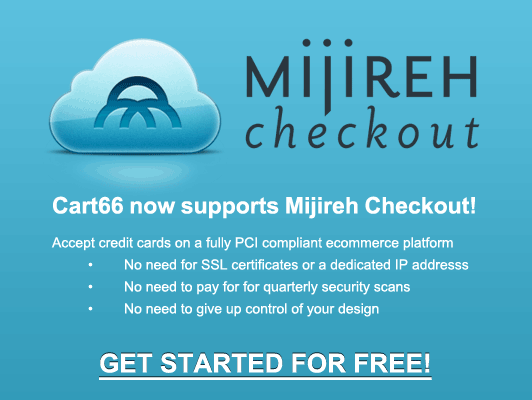 MIJIREH
checkout
Cart66 now supports Mijireh Checkout!
Accept credit cards on a fully PCI compliant ecommerce platform
• No need for SSL certificates or a dedicated IP addresss
• No need to pay for for quarterly security scans
• No need to give up control of your design
GET STARTED FOR FREE!